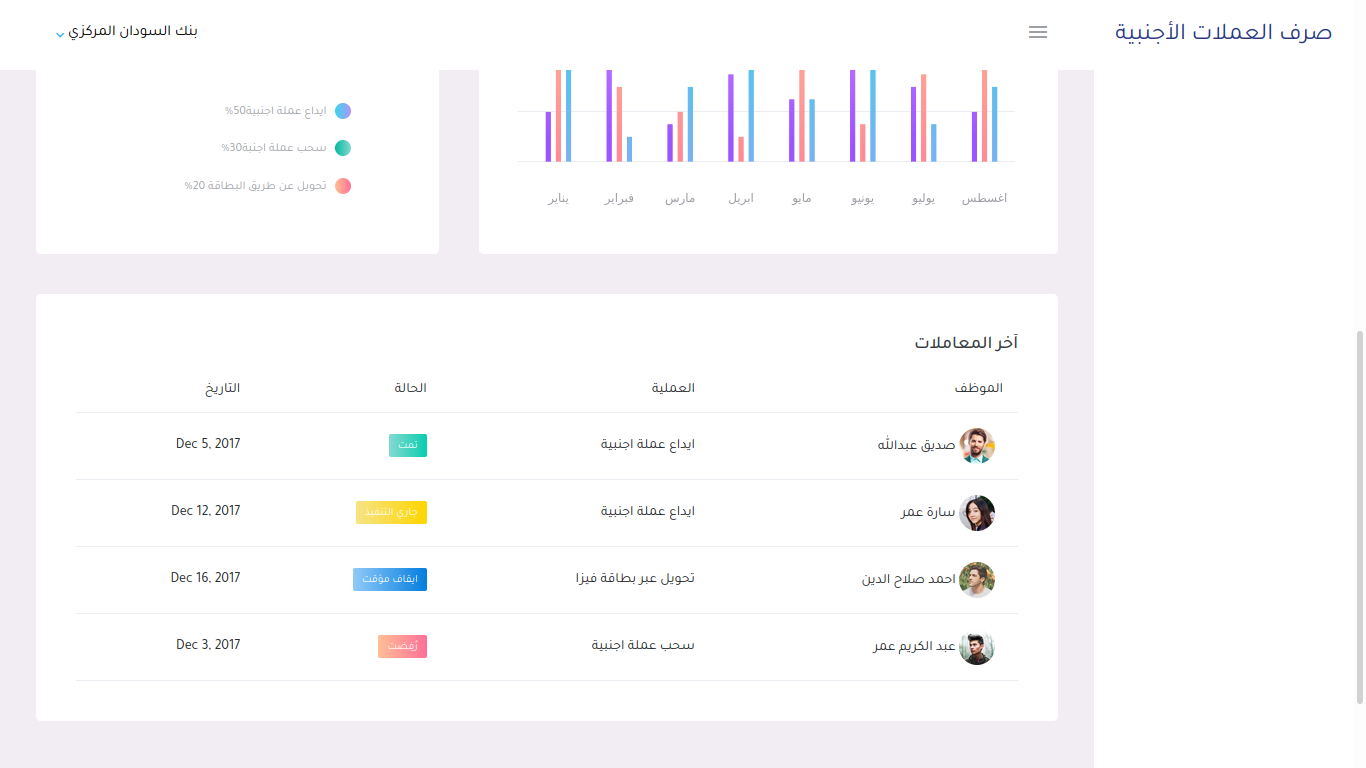 صرف العملات الأجنبية
بنك السودان المركزي
يناير فبراير مارس ابريل مايو يونيو يوليو اغسطس
ايداع عملة اجنبية50%
سحب عملة اجنبة30%
تحويل عن طريق البطاقة 20%
آخر المعاملات
الموظف العملية الحالة التاريخ
صديق عبدالله ايداع عملة اجنبية تمت Dec 5, 2017
سارة عمر ايداع عملة اجنبية جاري التنفيذ Dec 12, 2017
احمد صلاح الدين تحويل عبر بطاقة فيزا ايقاف مؤقت Dec 16, 2017
عبد الكريم عمر سحب عملة اجنبية رُفِضت Dec 3, 2017